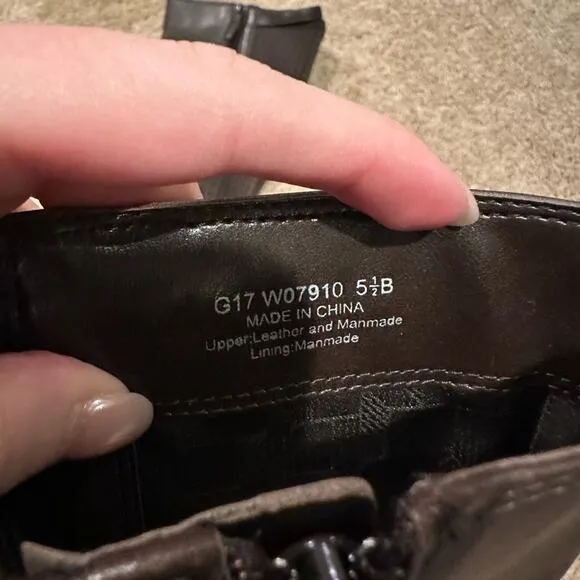 G17 W07910 5½B
MADE IN CHINA
Upper:Leather and Manmade
Lining:Manmade